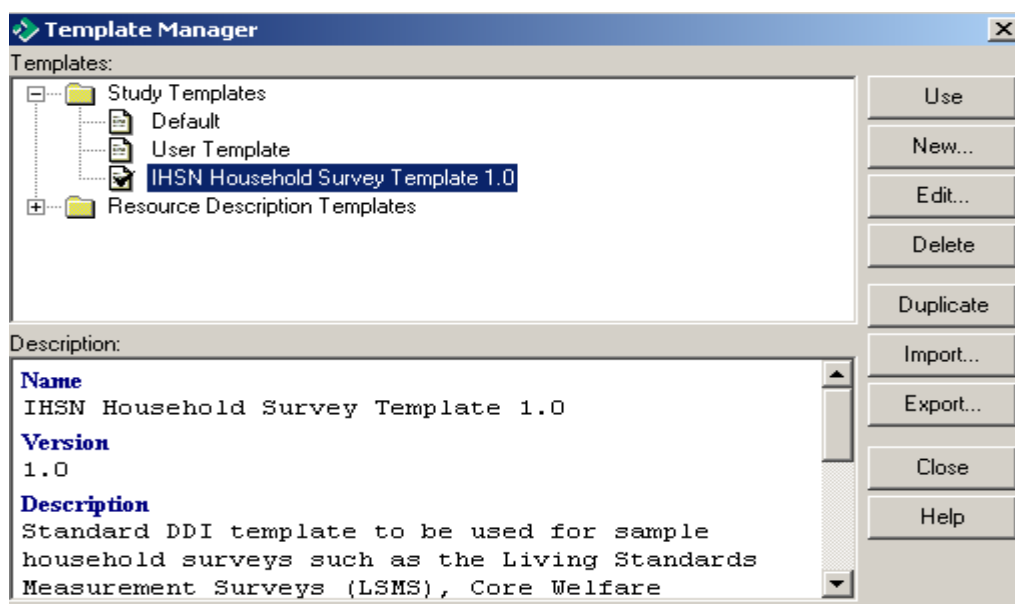 Template Manager
Templates:
Study Templates
Default
User Template
IHSN Household Survey Template 1.0
Resource Description Templates
Use
New...
Edit...
Delete
Duplicate
Import...
Export...
Close
Help
Description:
Name
IHSN Household Survey Template 1.0
Version
1.0
Description
Standard DDI template to be used for sample
household surveys such as the Living Standards
Measurement Surveys (LSMS), Core Welfare